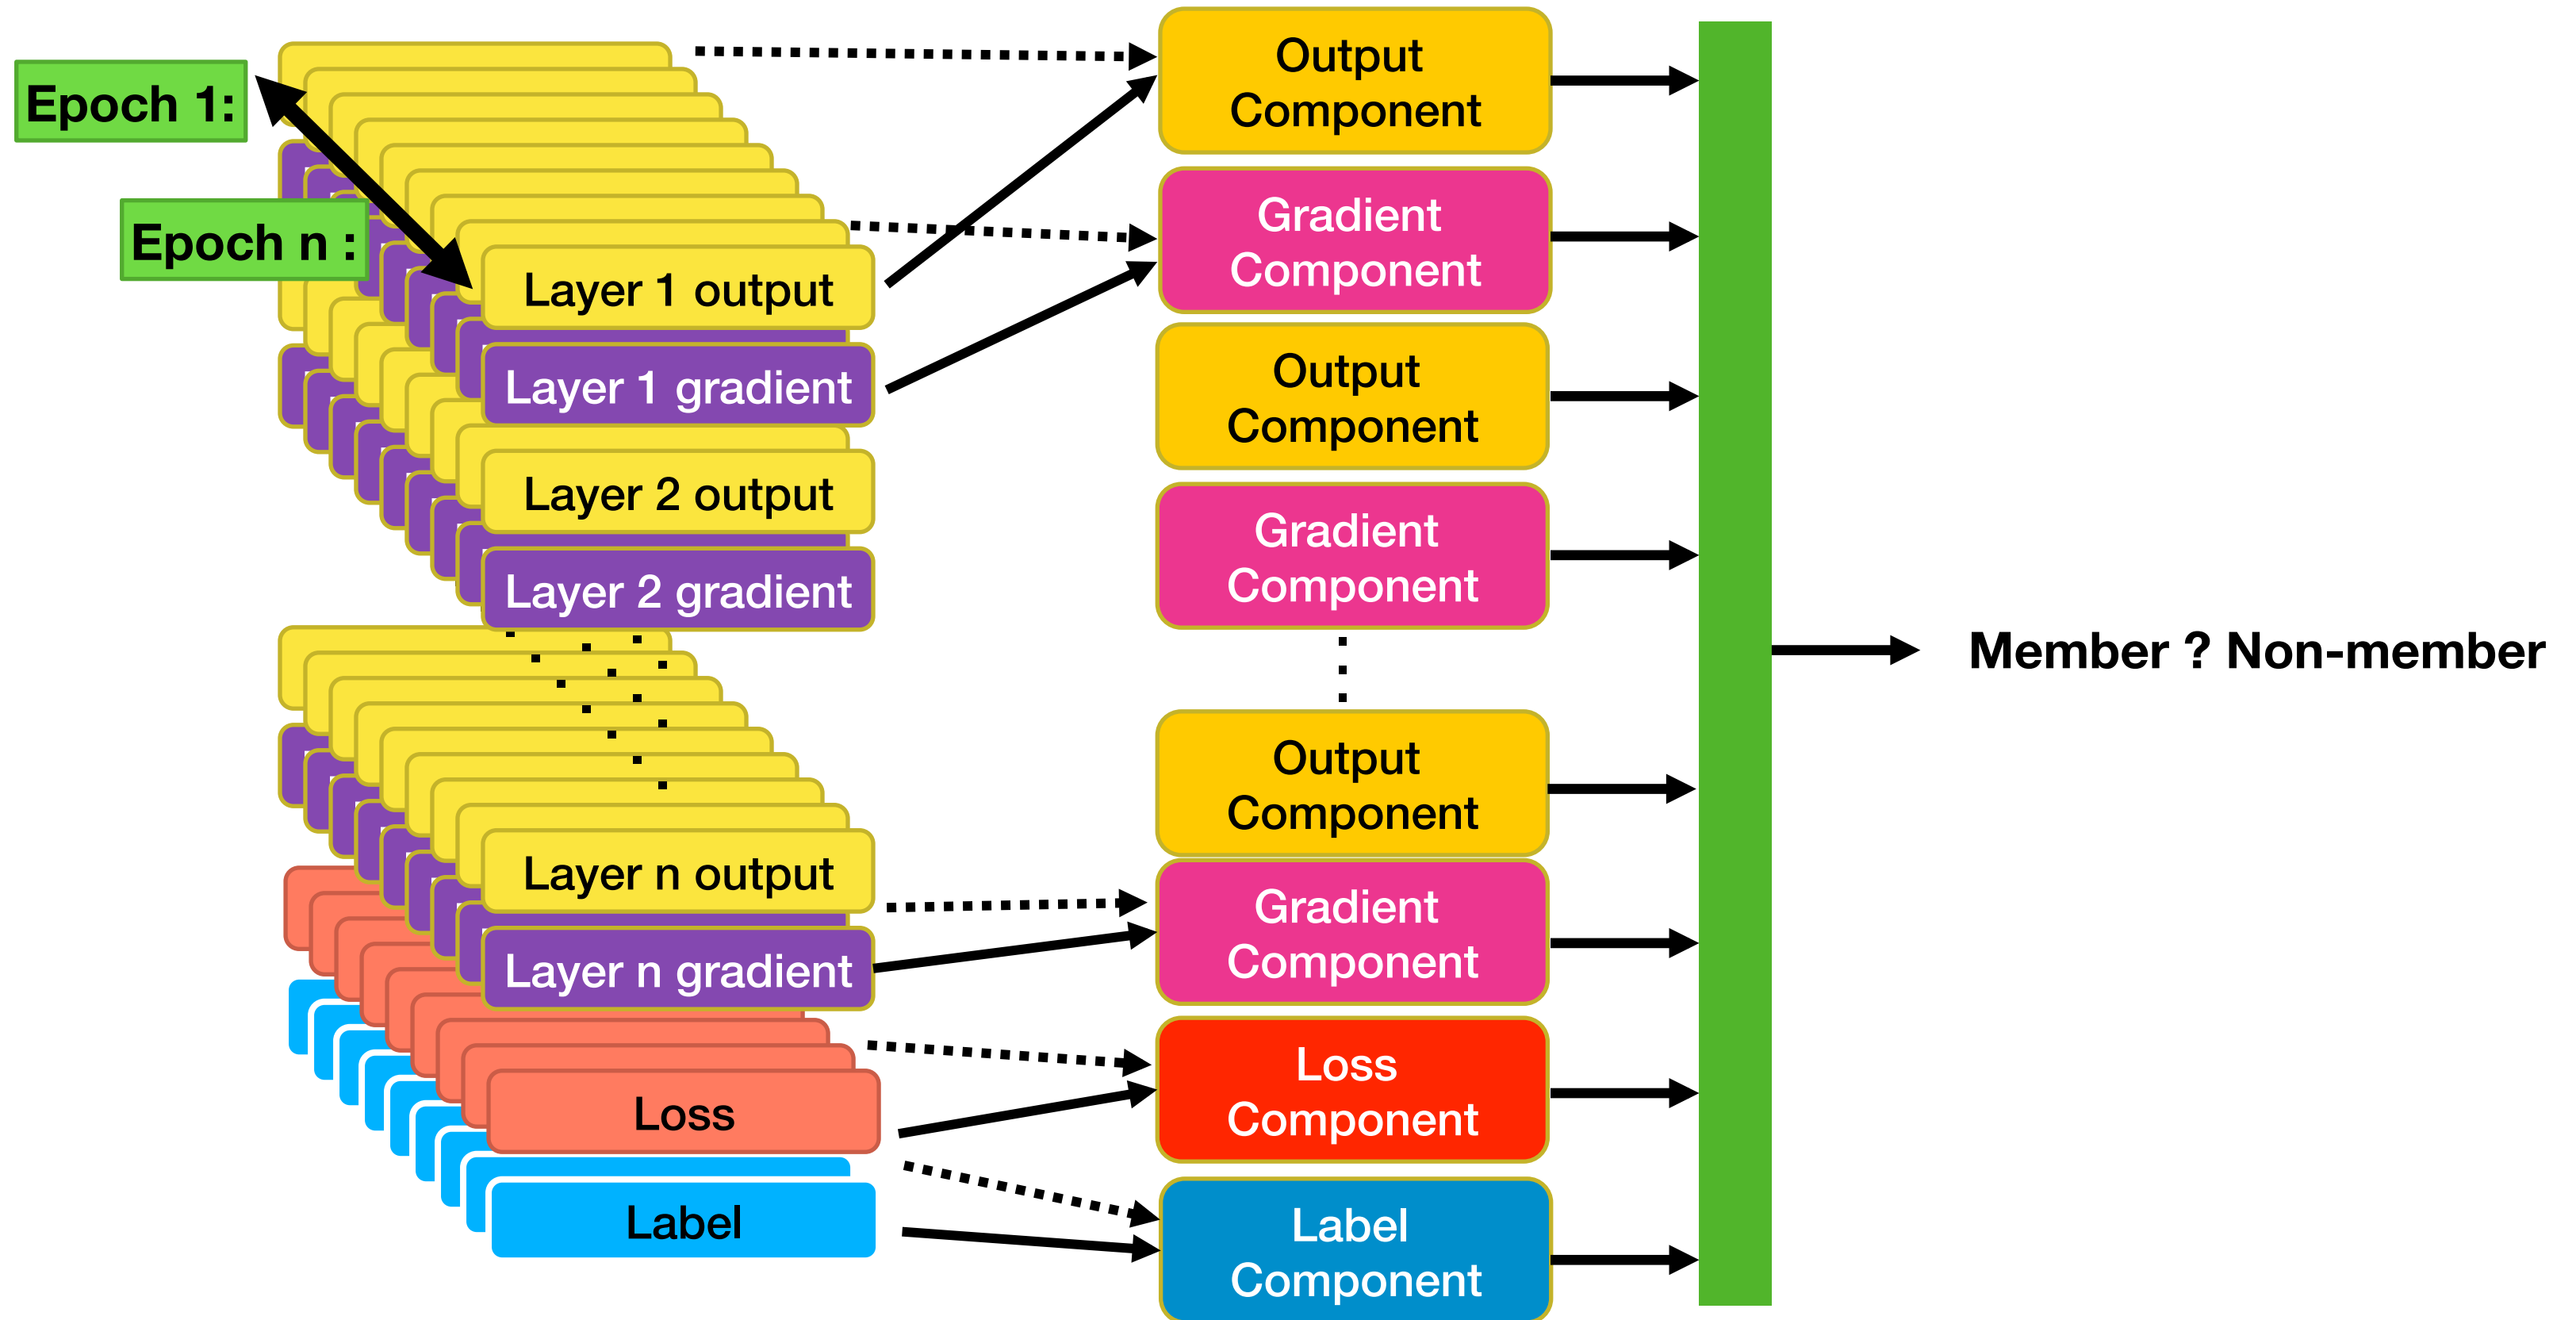 Epoch 1:
Epoch n :
Layer 1 output
Layer 1 gradient
Layer 2 output
Layer 2 gradient
Layer n output
Layer n gradient
Loss
Label
Output
Component
Gradient
Component
Output
Component
Gradient
Component
Output
Component
Gradient
Component
Loss
Component
Label
Component
Member ? Non-member